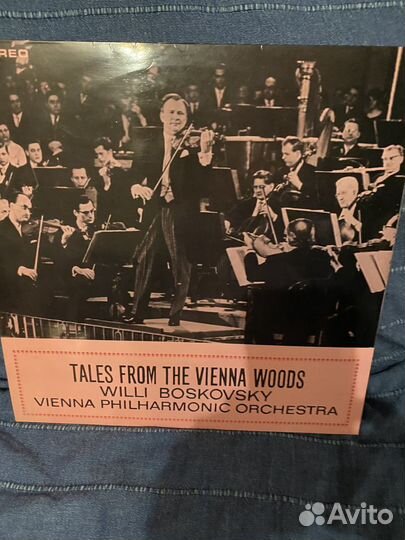 REO
TALES FROM THE VIENNA WOODS
WILLI BOSKOVSKY
VIENNA PHILHARMONIC ORCHESTRA
Avito